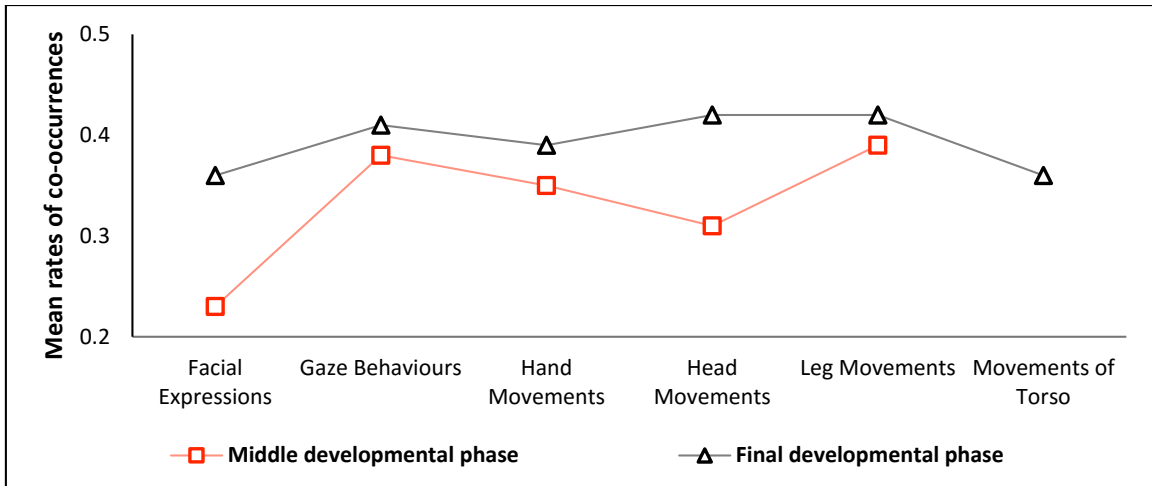 Mean rates of co-occurrences
0.5
0.4
0.3
0.2
Facial
Expressions
Gaze Behaviours
Hand
Movements
Head
Movements
Leg Movements
Movements of
Torso
Middle developmental phase
Final developmental phase